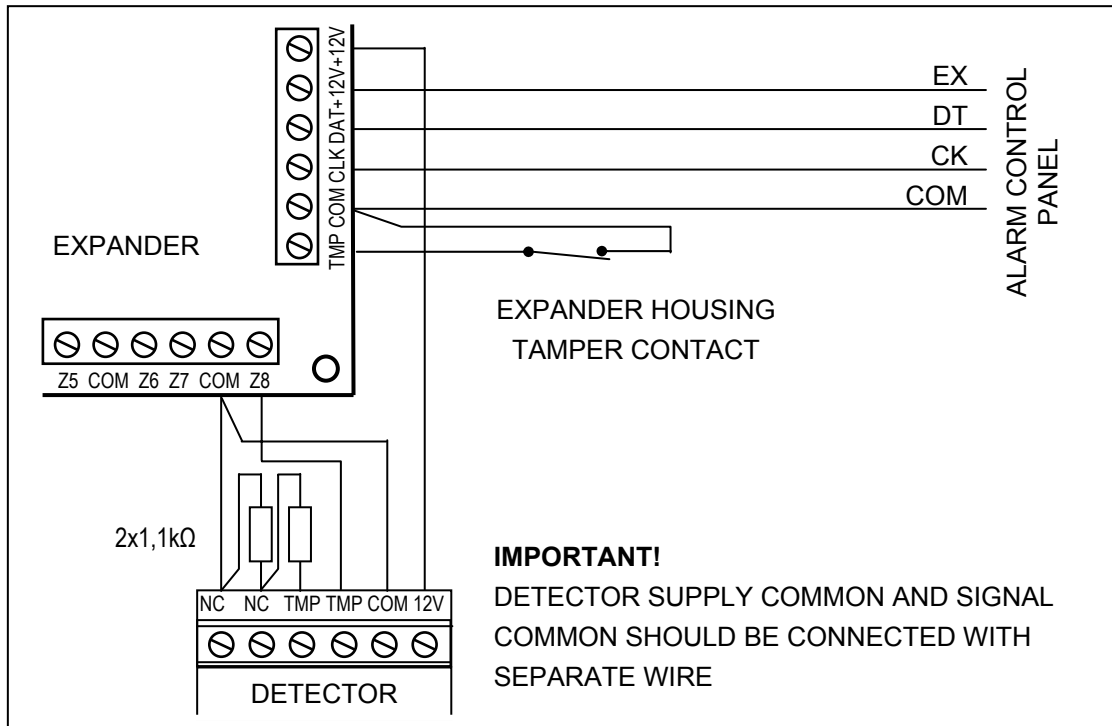 +12V
+12V
DAT
CLK
COM
TMP
EX
DT
CK
COM
ALARM CONTROL
PANEL
EXPANDER
EXPANDER HOUSING
TAMPER CONTACT
Z5 COM Z6 Z7 COM Z8
2x1,1kΩ
NC NC TMP TMP COM 12V
DETECTOR
IMPORTANT!
DETECTOR SUPPLY COMMON AND SIGNAL
COMMON SHOULD BE CONNECTED WITH
SEPARATE WIRE